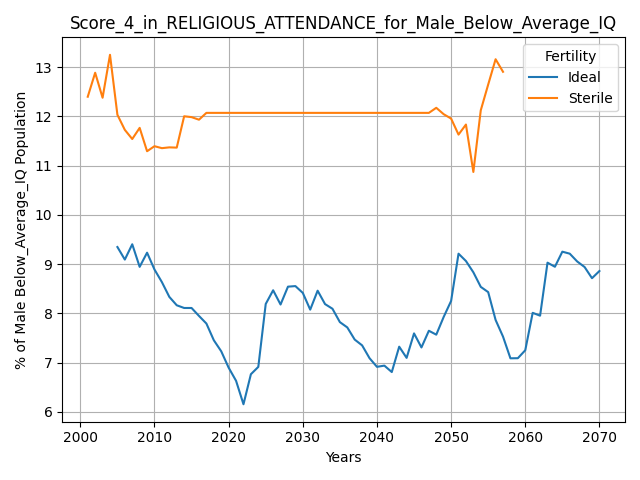 Score_4_in_RELIGIOUS_ATTENDANCE_for_Male_Below_Average_IQ
Fertility
Ideal
Sterile
% of Male Below_Average_IQ Population
13
12
11
10
9
8
7
6
2000 2010 2020 2030 2040 2050 2060 2070
Years